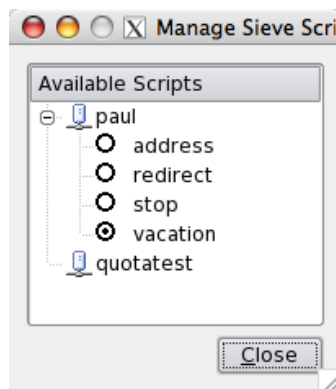 Manage Sieve Scri
Available Scripts
paul
address
redirect
stop
vacation
quotatest
Close